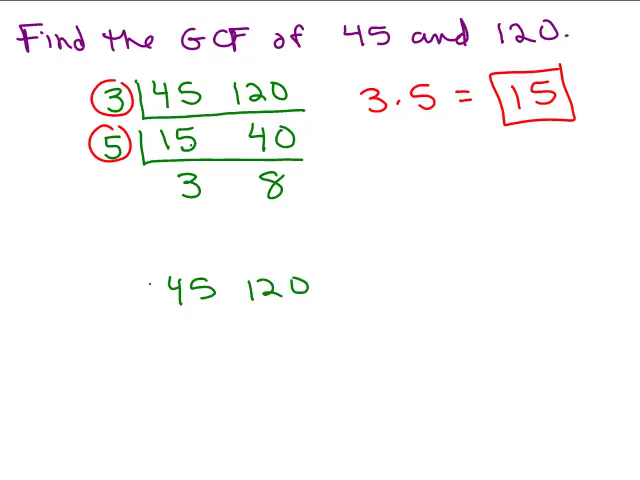 Find the GCF of 45 and 120.
3 45 120 3 · 5 = 15
5 15 40
3 8
45 120